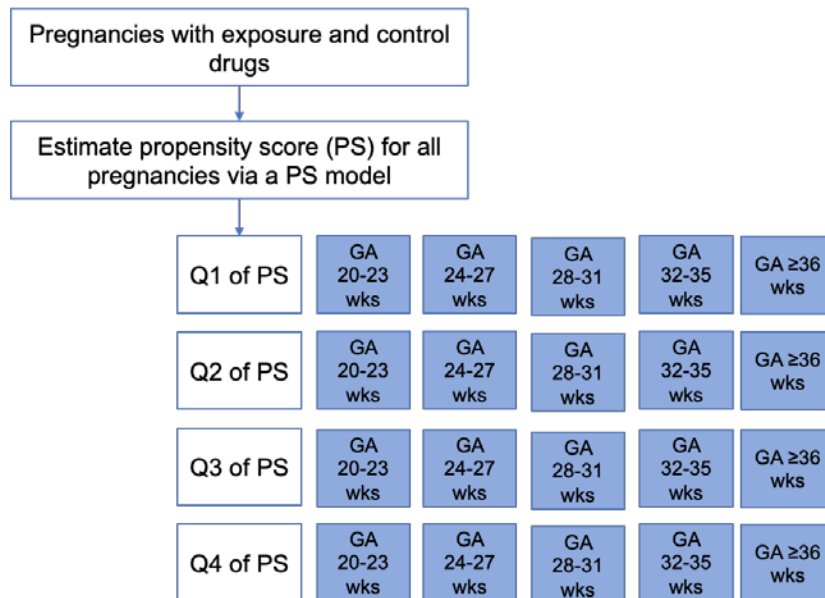 Pregnancies with exposure and control
drugs
Estimate propensity score (PS) for all
pregnancies via a PS model
Q1 of PS
GA
20-23
wks
GA
24-27
wks
GA
28-31
wks
GA
32-35
wks
GA ≥36
wks
Q2 of PS
GA
20-23
wks
GA
24-27
wks
GA
28-31
wks
GA
32-35
wks
GA ≥36
wks
Q3 of PS
GA
20-23
wks
GA
24-27
wks
GA
28-31
wks
GA
32-35
wks
GA ≥36
wks
Q4 of PS
GA
20-23
wks
GA
24-27
wks
GA
28-31
wks
GA
32-35
wks
GA ≥36
wks